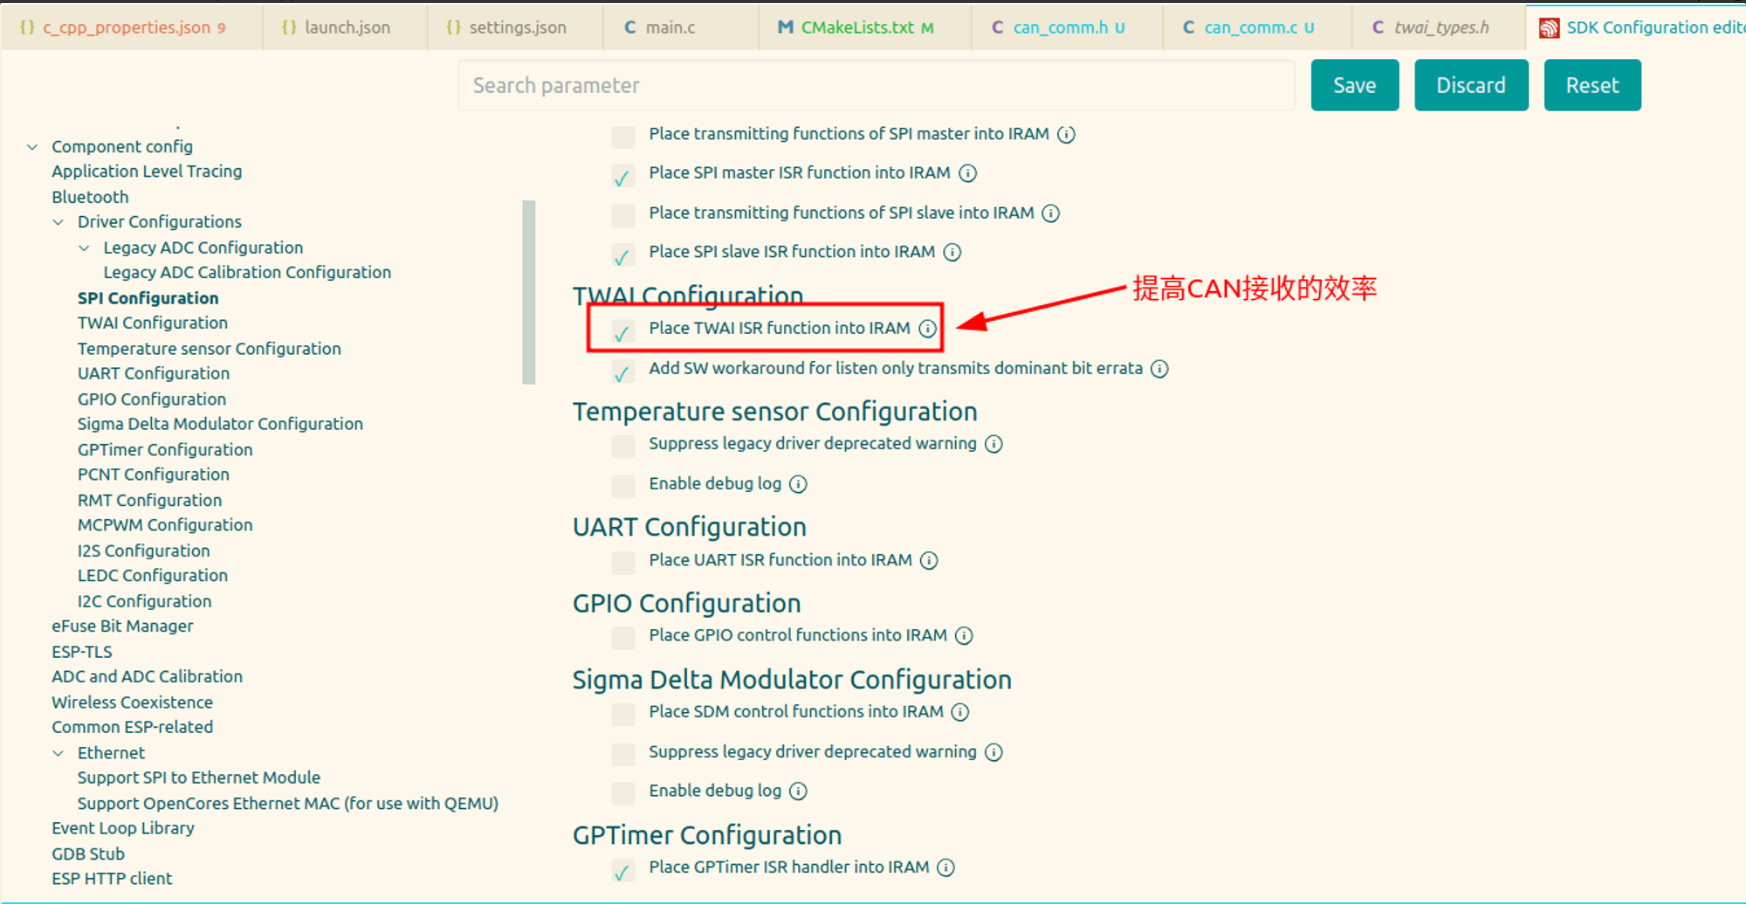 {} c_cpp_properties.json 9
{} launch.json
{} settings.json
C main.c
M CMakeLists.txt M
C can_comm.h U
C can_comm.c U
C twai_types.h
SDK Configuration edito
Search parameter
Save
Discard
Reset
Component config
Application Level Tracing
Bluetooth
Driver Configurations
Legacy ADC Configuration
Legacy ADC Calibration Configuration
SPI Configuration
TWAI Configuration
Temperature sensor Configuration
UART Configuration
GPIO Configuration
Sigma Delta Modulator Configuration
GPTimer Configuration
PCNT Configuration
RMT Configuration
MCPWM Configuration
I2S Configuration
LEDC Configuration
I2C Configuration
eFuse Bit Manager
ESP-TLS
ADC and ADC Calibration
Wireless Coexistence
Common ESP-related
Ethernet
Support SPI to Ethernet Module
Support OpenCores Ethernet MAC (for use with QEMU)
Event Loop Library
GDB Stub
ESP HTTP client
Place transmitting functions of SPI master into IRAM
Place SPI master ISR function into IRAM
Place transmitting functions of SPI slave into IRAM
Place SPI slave ISR function into IRAM
TWAI Configuration
提高CAN接收的效率
Place TWAI ISR function into IRAM
Add SW workaround for listen only transmits dominant bit errata
Temperature sensor Configuration
Suppress legacy driver deprecated warning
Enable debug log
UART Configuration
Place UART ISR function into IRAM
GPIO Configuration
Place GPIO control functions into IRAM
Sigma Delta Modulator Configuration
Place SDM control functions into IRAM
Suppress legacy driver deprecated warning
Enable debug log
GPTimer Configuration
Place GPTimer ISR handler into IRAM